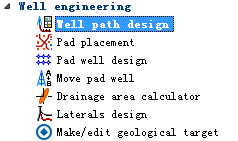 Well engineering
Well path design
Pad placement
Pad well design
Move pad well
Drainage area calculator
Laterals design
Make/edit geological target